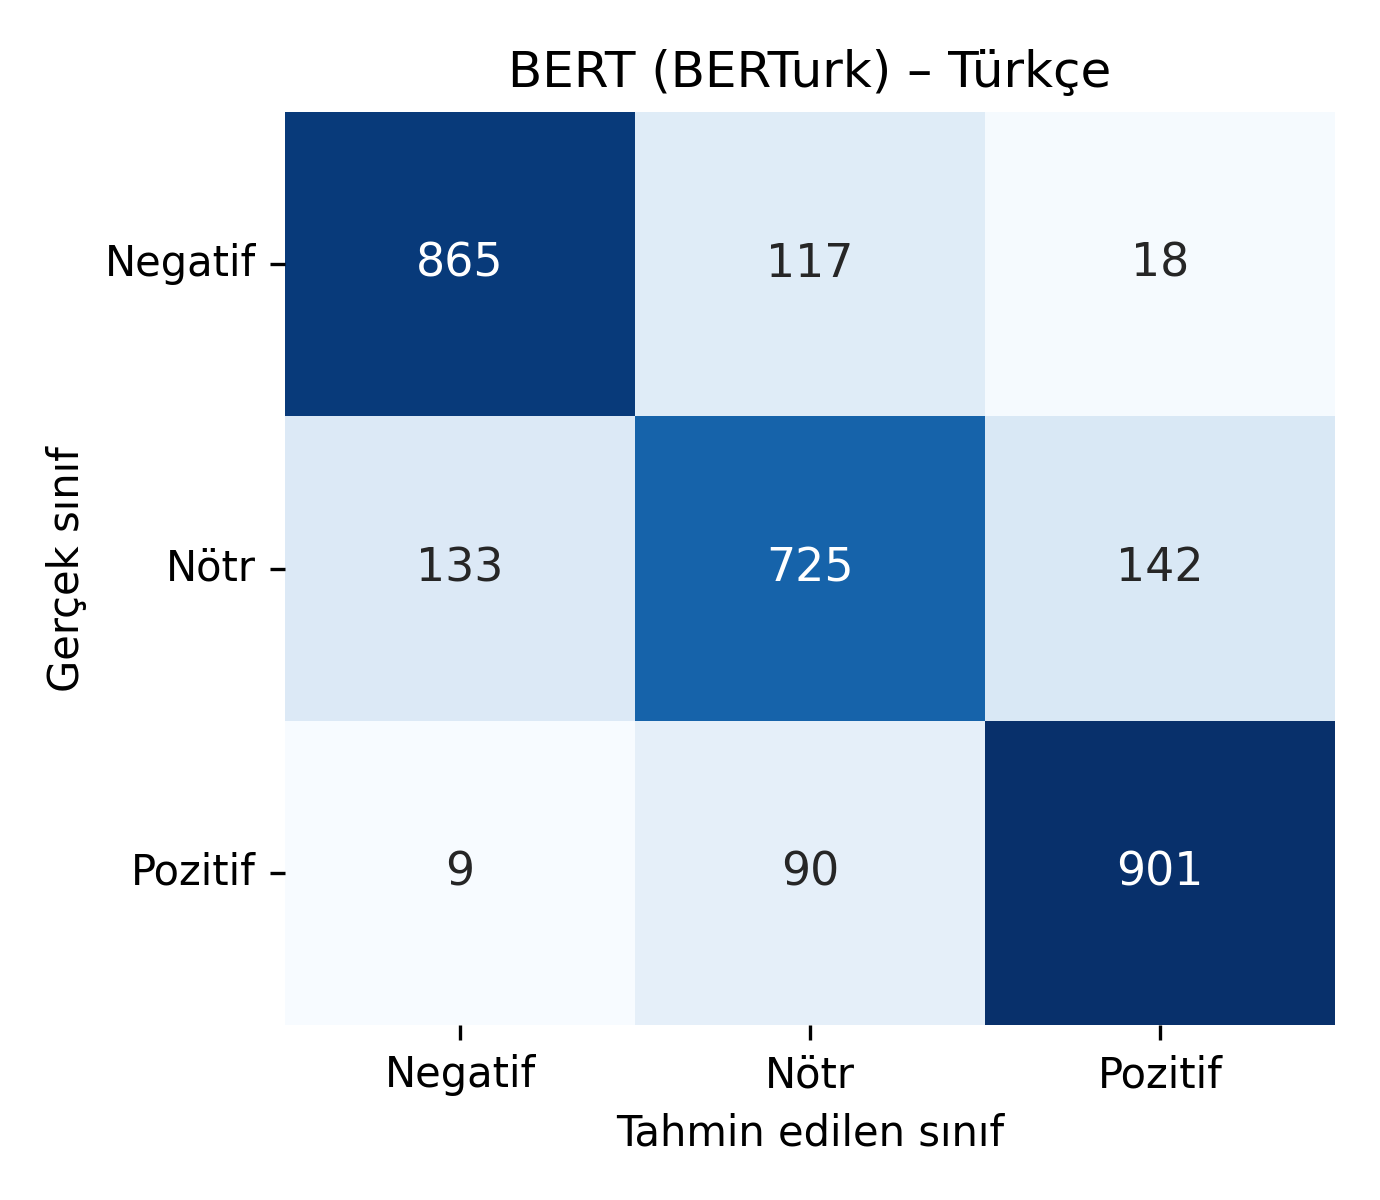 BERT (BERTurk) – Türkçe
Negatif 865 117 18
Nötr 133 725 142
Pozitif 9 90 901
Gerçek sınıf
Negatif Nötr Pozitif
Tahmin edilen sınıf